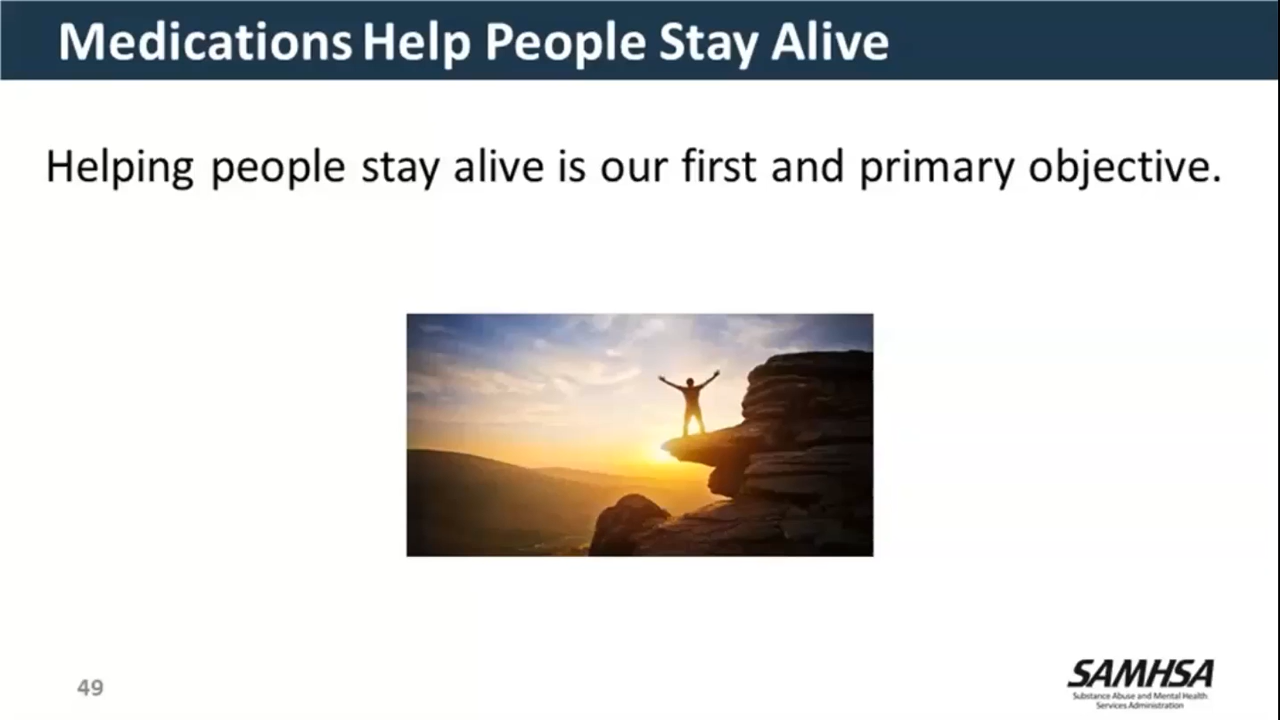 Medications Help People Stay Alive
Helping people stay alive is our first and primary objective.
49
SAMHSA
Substance Abuse and Mental Health
Services Administration